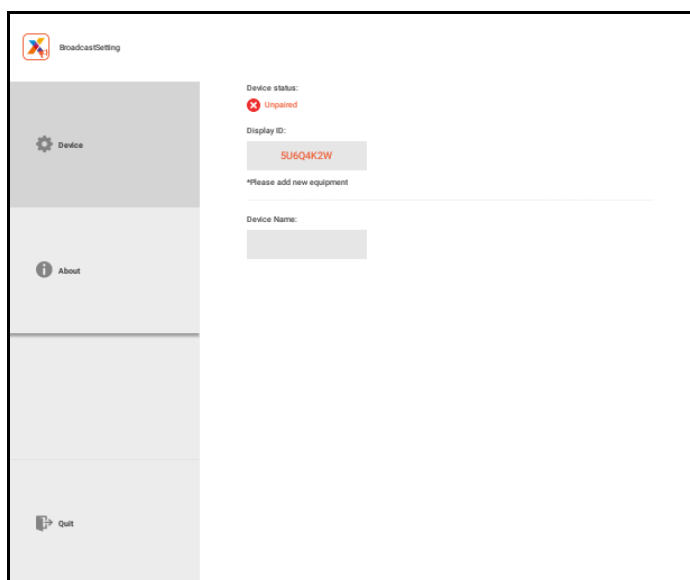 BroadcastSetting
Device
About
Quit
Device status:
Unpaired
Display ID:
5U6Q4K2W
*Please add new equipment
Device Name: